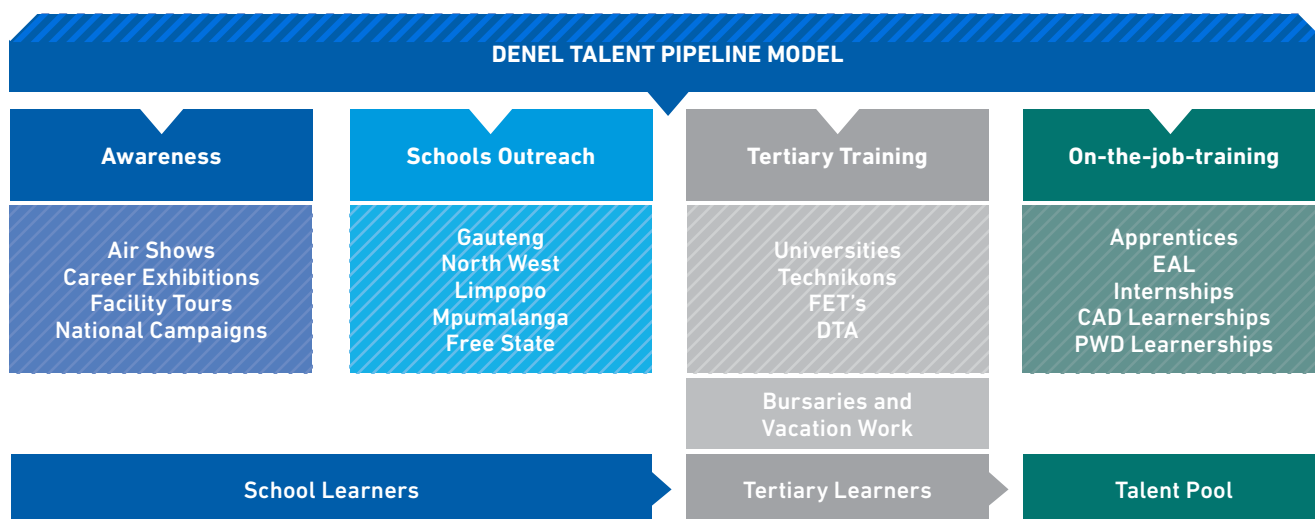 DENEL TALENT PIPELINE MODEL
Awareness
Air Shows
Career Exhibitions
Facility Tours
National Campaigns
Schools Outreach
Gauteng
North West
Limpopo
Mpumalanga
Free State
Tertiary Training
Universities
Technikons
FET's
DTA
Bursaries and
Vacation Work
On-the-job-training
Apprentices
EAL
Internships
CAD Learnerships
PWD Learnerships
School Learners
Tertiary Learners
Talent Pool